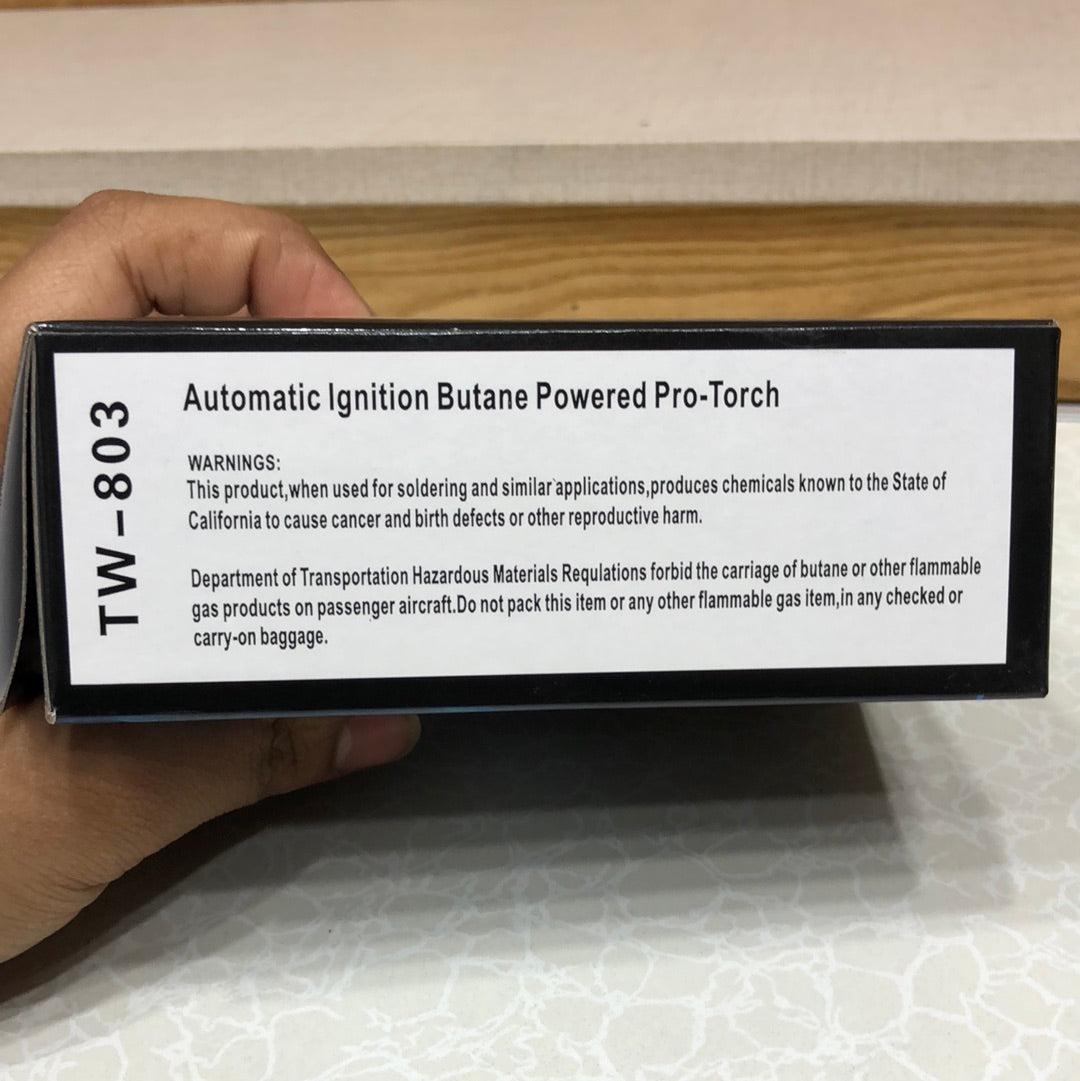 TW-803
Automatic Ignition Butane Powered Pro-Torch
WARNINGS:
This product,when used for soldering and similar applications,produces chemicals known to the State of
California to cause cancer and birth defects or other reproductive harm.
Department of Transportation Hazardous Materials Requlations forbid the carriage of butane or other flammable
gas products on passenger aircraft.Do not pack this item or any other flammable gas item,in any checked or
carry-on baggage.